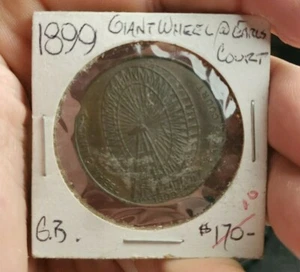 1899 GIANT WHEEL @ EARLS
COURT
G.B. $170-